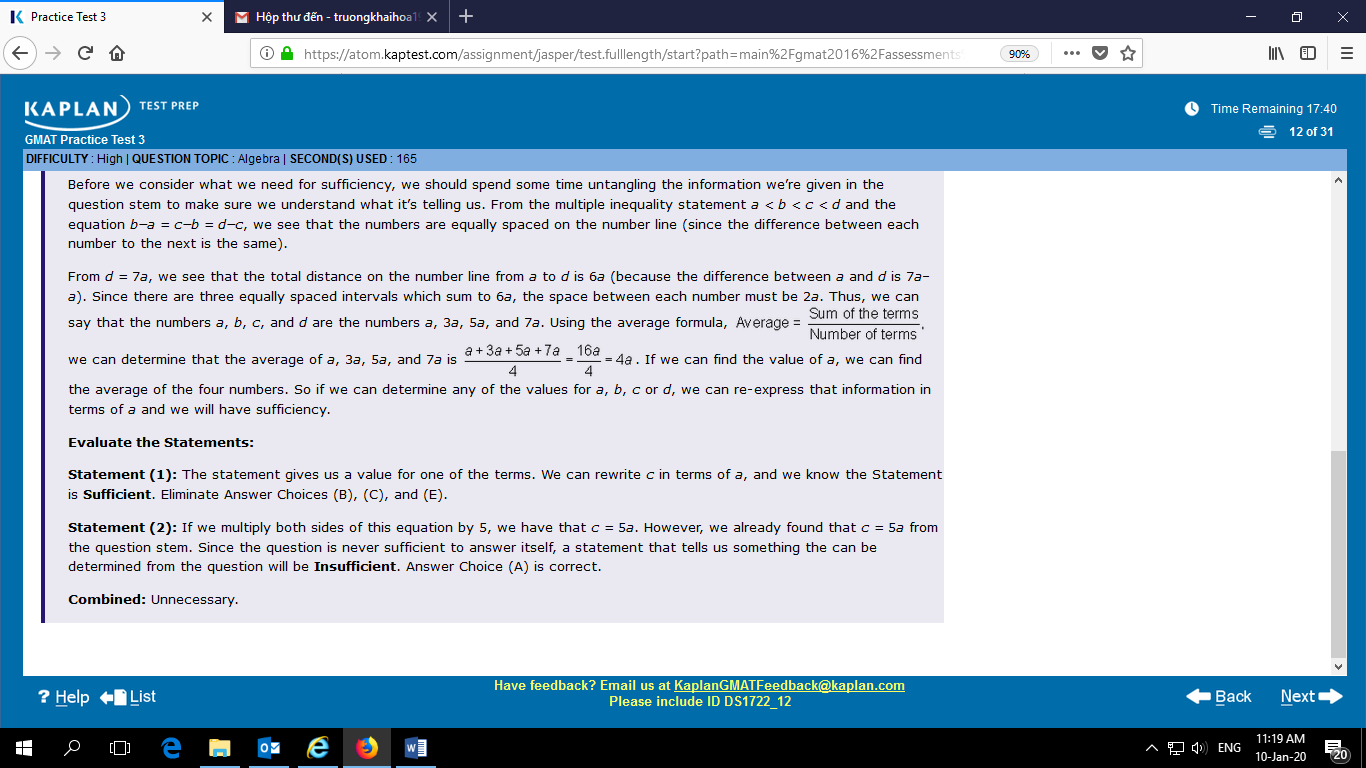 Practice Test 3
Hộp thư đến - truongkhaihoa1
https://atom.kaptest.com/assignment/jasper/test.fulllength/start?path=main%2Fgmat2016%2Fassessments
90%
KAPLAN TEST PREP
Time Remaining 17:40
GMAT Practice Test 3
12 of 31
DIFFICULTY : High | QUESTION TOPIC : Algebra | SECOND(S) USED : 165
Before we consider what we need for sufficiency, we should spend some time untangling the information we're given in the
question stem to make sure we understand what it's telling us. From the multiple inequality statement a < b < c < d and the
equation b−a = c−b = d−c, we see that the numbers are equally spaced on the number line (since the difference between each
number to the next is the same).
From d = 7a, we see that the total distance on the number line from a to d is 6a (because the difference between a and d is 7a−
a). Since there are three equally spaced intervals which sum to 6a, the space between each number must be 2a. Thus, we can
say that the numbers a, b, c, and d are the numbers a, 3a, 5a, and 7a. Using the average formula, Average = Sum of the terms / Number of terms,
we can determine that the average of a, 3a, 5a, and 7a is a+3a+5a+7a / 4 = 16a / 4 = 4a. If we can find the value of a, we can find
the average of the four numbers. So if we can determine any of the values for a, b, c or d, we can re-express that information in
terms of a and we will have sufficiency.
Evaluate the Statements:
Statement (1): The statement gives us a value for one of the terms. We can rewrite c in terms of a, and we know the Statement
is Sufficient. Eliminate Answer Choices (B), (C), and (E).
Statement (2): If we multiply both sides of this equation by 5, we have that c = 5a. However, we already found that c = 5a from
the question stem. Since the question is never sufficient to answer itself, a statement that tells us something the can be
determined from the question will be Insufficient. Answer Choice (A) is correct.
Combined: Unnecessary.
? Help List
Have feedback? Email us at KaplanGMATFeedback@kaplan.com
Please include ID DS1722_12
Back Next
ENG
11:19 AM
10-Jan-20
20